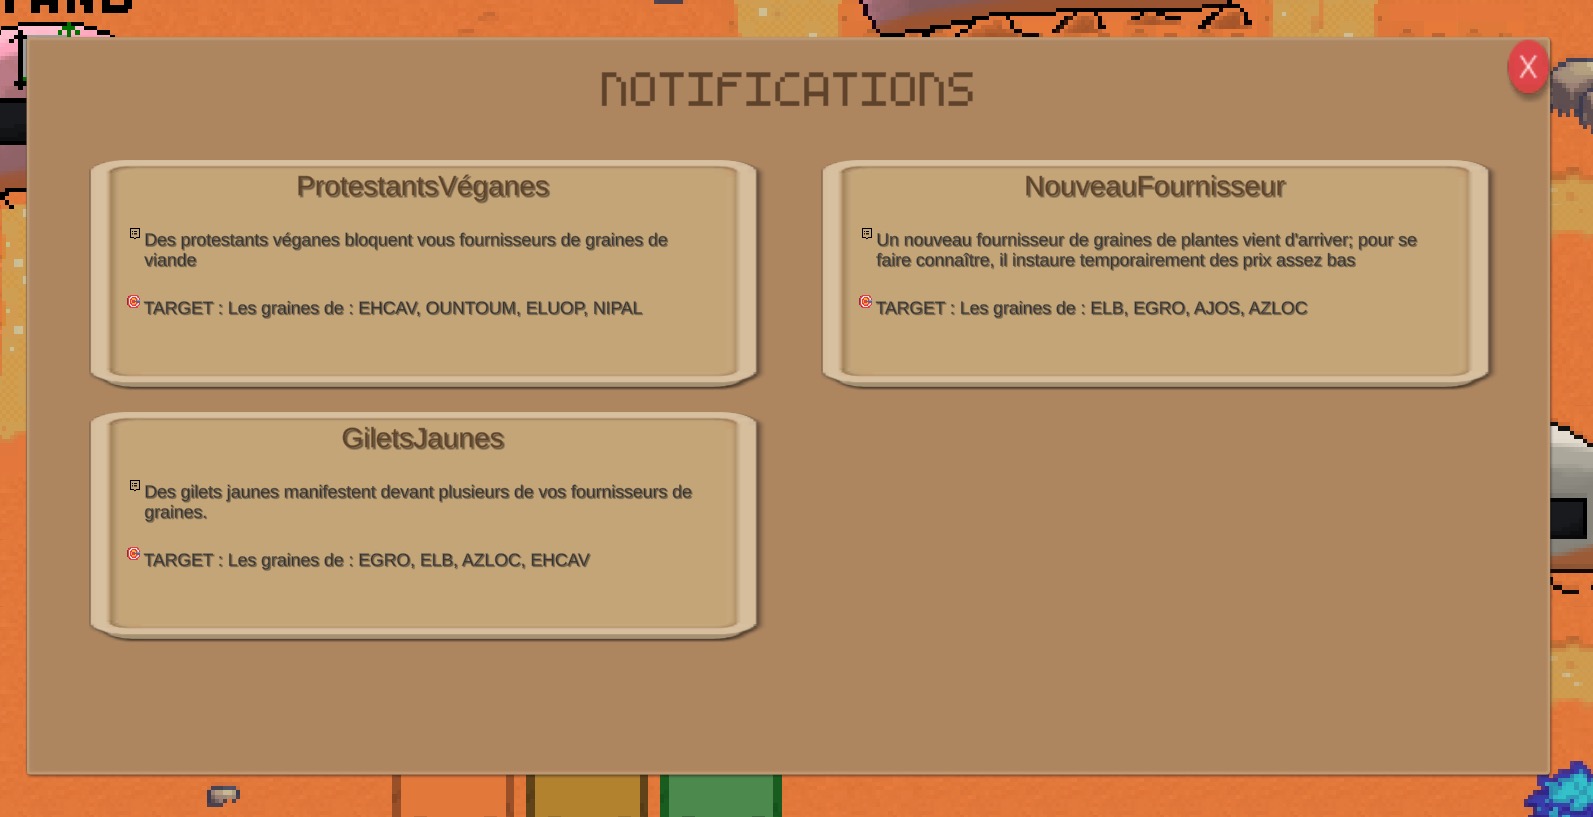 NOTIFICATIONS
X
ProtestantsVéganes
Des protestants véganes bloquent vous fournisseurs de graines de
viande
TARGET : Les graines de : EHCAV, OUNTOUM, ELUOP, NIPAL
NouveauFournisseur
Un nouveau fournisseur de graines de plantes vient d'arriver; pour se
faire connaître, il instaure temporairement des prix assez bas
TARGET : Les graines de : ELB, EGRO, AJOS, AZLOC
GiletsJaunes
Des gilets jaunes manifestent devant plusieurs de vos fournisseurs de
graines.
TARGET : Les graines de : EGRO, ELB, AZLOC, EHCAV